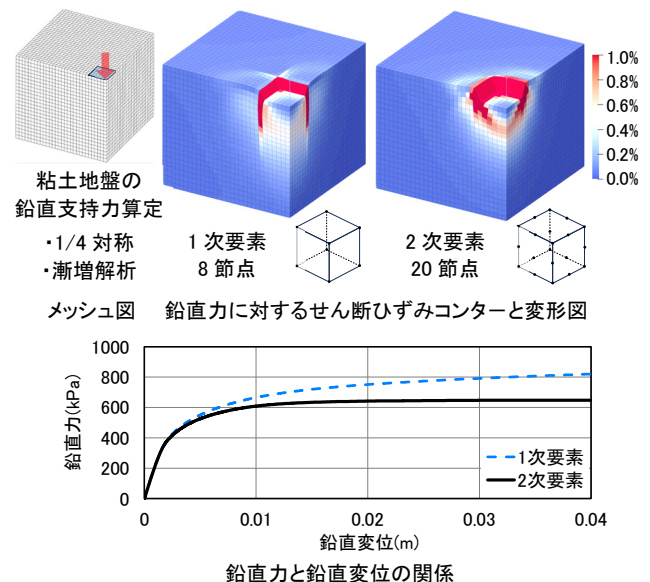 1.0%
0.8%
0.6%
0.4%
0.2%
0.0%
粘土地盤の
鉛直支持力算定
・1/4 対称
・漸増解析
1 次要素
8 節点
2 次要素
20 節点
メッシュ図
鉛直力に対するせん断ひずみコンターと変形図
1000
800
600
400
200
0
鉛直力(kPa)
1次要素
2次要素
0
0.01
0.02
0.03
0.04
鉛直変位(m)
鉛直力と鉛直変位の関係